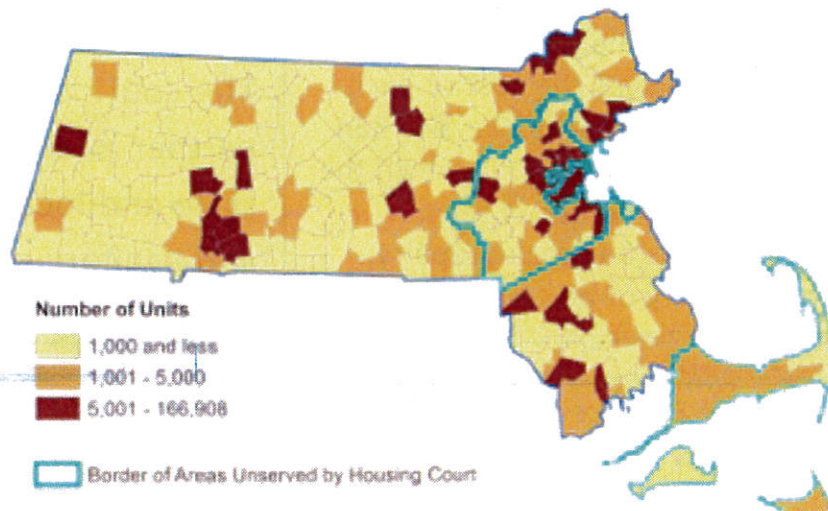 Number of Units
1,000 and less
1,001 - 5,000
5,001 - 166,908
Border of Areas Unserved by Housing Court